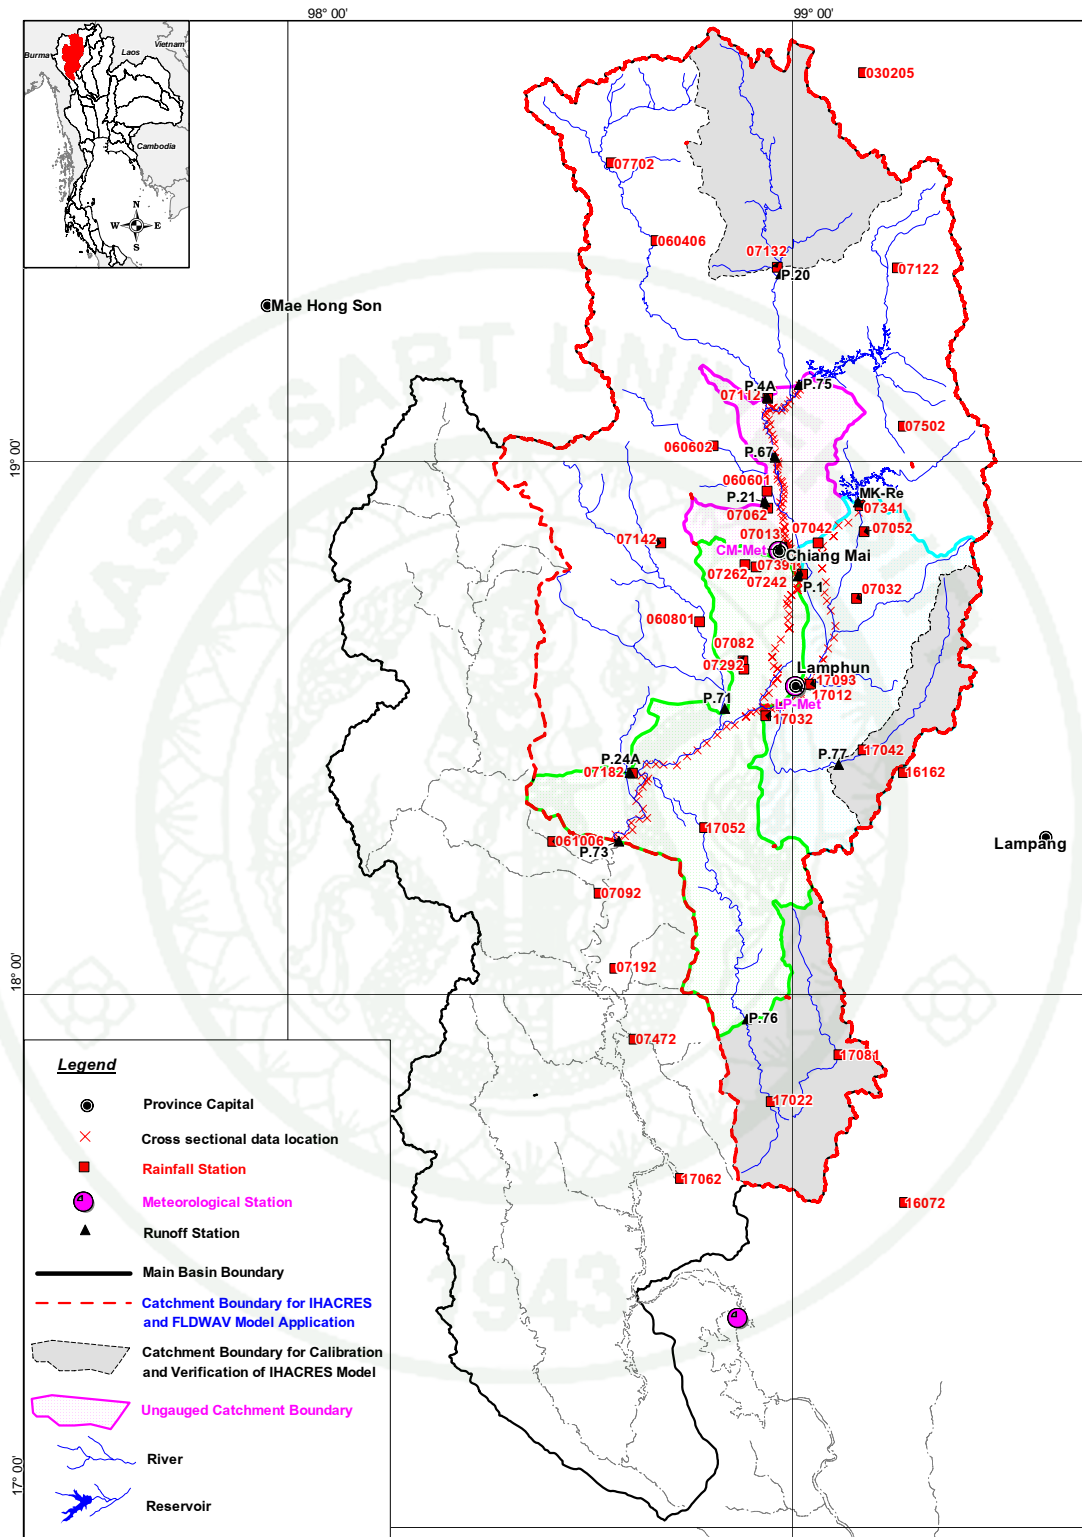 98° 00'
99° 00'
Burma
Laos
Vietnam
Cambodia
N
W
E
S
030205
07702
060406
07132
P.20
07122
Mae Hong Son
P.4A
P.75
07112
07502
060602
P.67
19° 00'
060601
P.21
MK-Re
07341
07062
07013
07042
07052
07142
CM-Met
Chiang Mai
07391
07262
07242
P.1
07032
060801
07082
07292
Lamphun
17093
17012
P.71
LP-Met
17032
P.24A
P.77
17042
07182
16162
17052
061006
P.73
Lampang
07092
07192
18° 00'
P.76
07472
17081
17022
17062
16072
KASETSART UNIVERSITY
1943
Legend
Province Capital
Cross sectional data location
Rainfall Station
Meteorological Station
Runoff Station
Main Basin Boundary
Catchment Boundary for IHACRES
and FLDWAV Model Application
Catchment Boundary for Calibration
and Verification of IHACRES Model
Ungauged Catchment Boundary
River
Reservoir
17° 00'